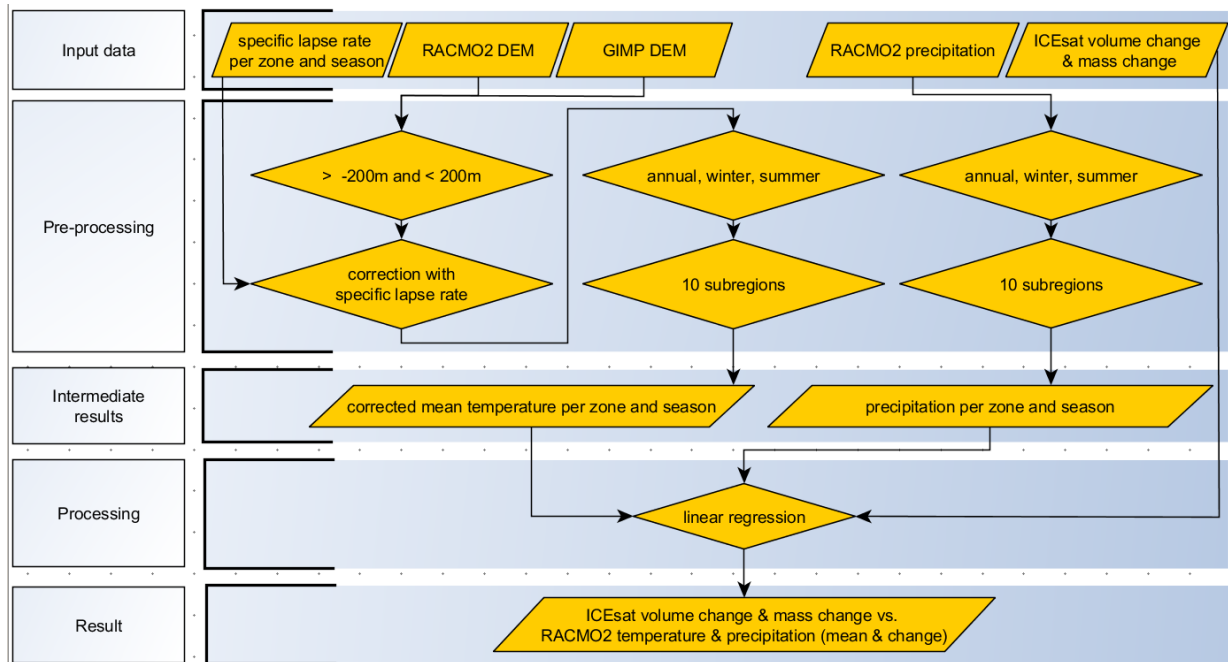 Input data
specific lapse rate
per zone and season
RACMO2 DEM
GIMP DEM
RACMO2 precipitation
ICEsat volume change
& mass change
Pre-processing
> -200m and < 200m
annual, winter, summer
annual, winter, summer
correction with
specific lapse rate
10 subregions
10 subregions
Intermediate
results
corrected mean temperature per zone and season
precipitation per zone and season
Processing
linear regression
Result
ICEsat volume change & mass change vs.
RACMO2 temperature & precipitation (mean & change)